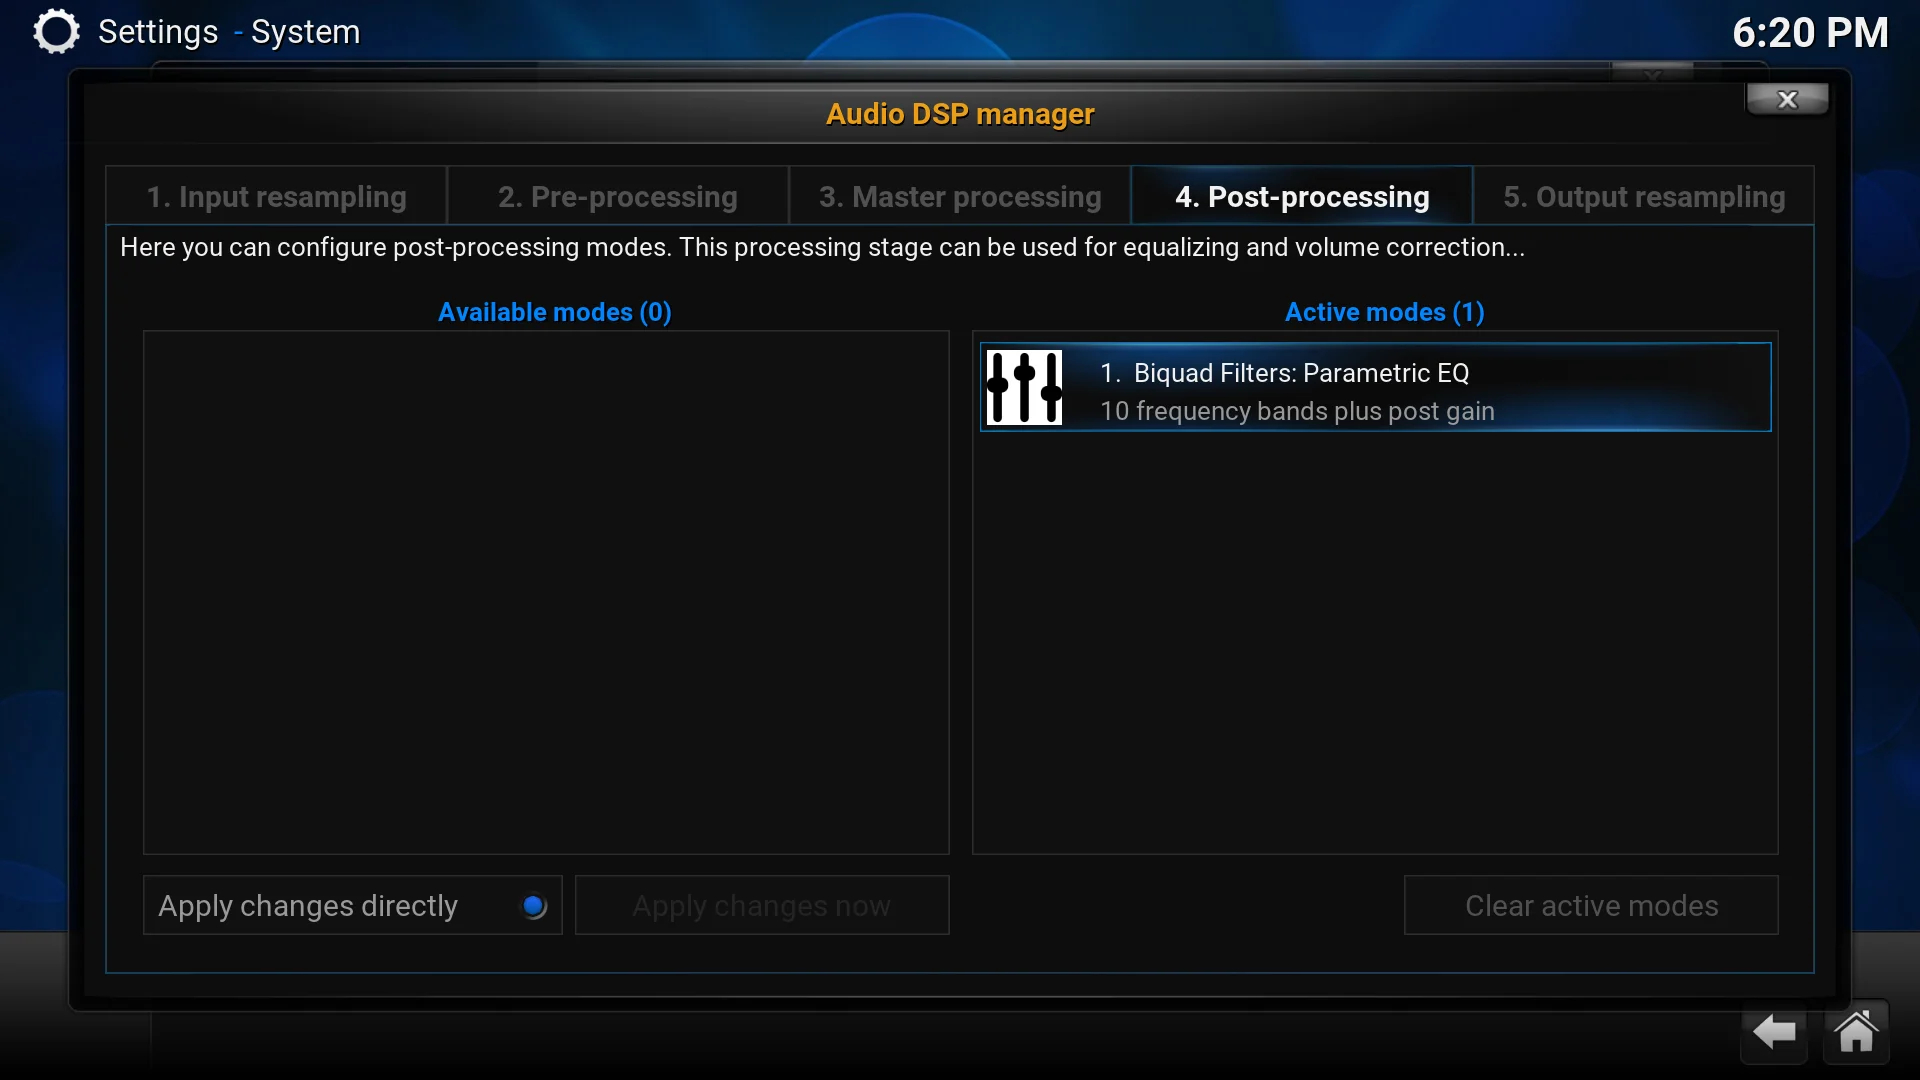 Settings - System
6:20 PM
Audio DSP manager
1. Input resampling
2. Pre-processing
3. Master processing
4. Post-processing
5. Output resampling
Here you can configure post-processing modes. This processing stage can be used for equalizing and volume correction...
Available modes (0)
Active modes (1)
1. Biquad Filters: Parametric EQ
10 frequency bands plus post gain
Apply changes directly
Apply changes now
Clear active modes